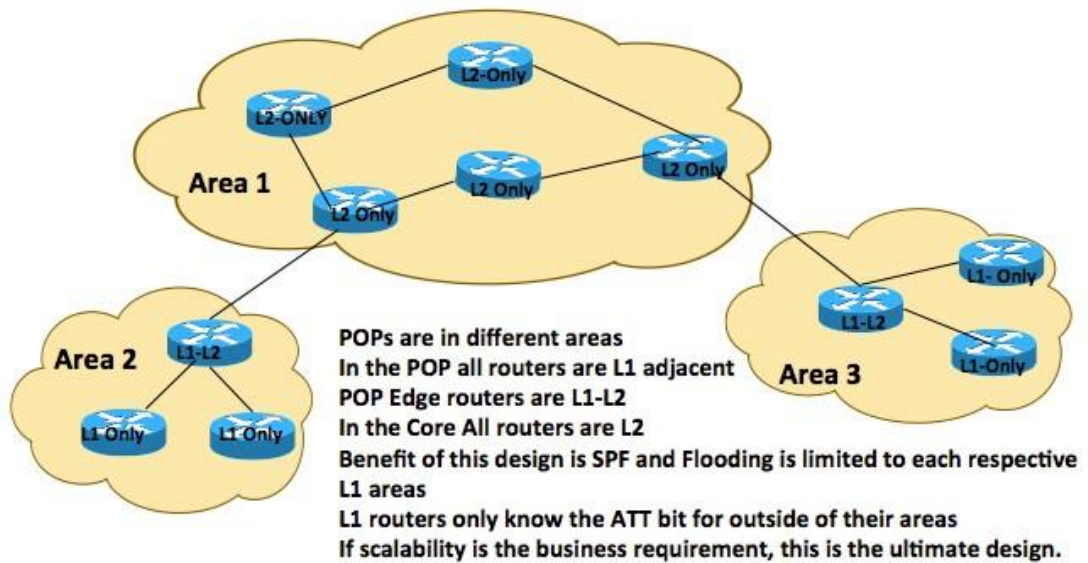 L2-Only
L2-ONLY
L2 Only
L2 Only
Area 1
L2 Only
L1- Only
L1-L2
L1-Only
Area 3
L1-L2
Area 2
L1 Only
L1 Only
POPs are in different areas
In the POP all routers are L1 adjacent
POP Edge routers are L1-L2
In the Core All routers are L2
Benefit of this design is SPF and Flooding is limited to each respective
L1 areas
L1 routers only know the ATT bit for outside of their areas
If scalability is the business requirement, this is the ultimate design.